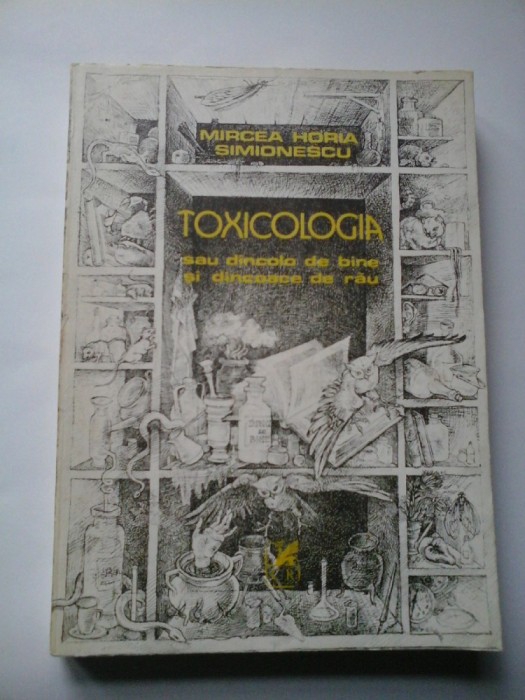 MIRCEA HORIA
SIMIONESCU
TOXICOLOGIA
sau dincolo de bine
și dincoace de rău